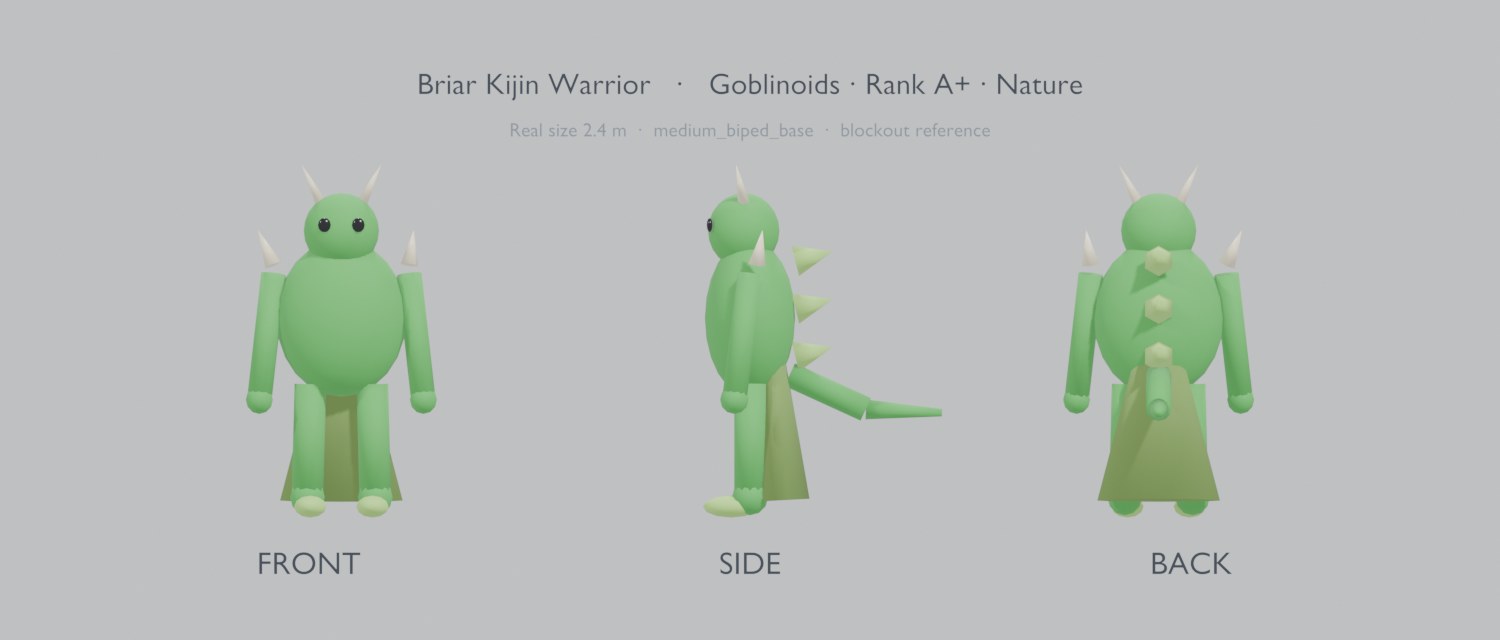 Briar Kijin Warrior · Goblinoids · Rank A+ · Nature
Real size 2.4 m · medium_biped_base · blockout reference
FRONT SIDE BACK